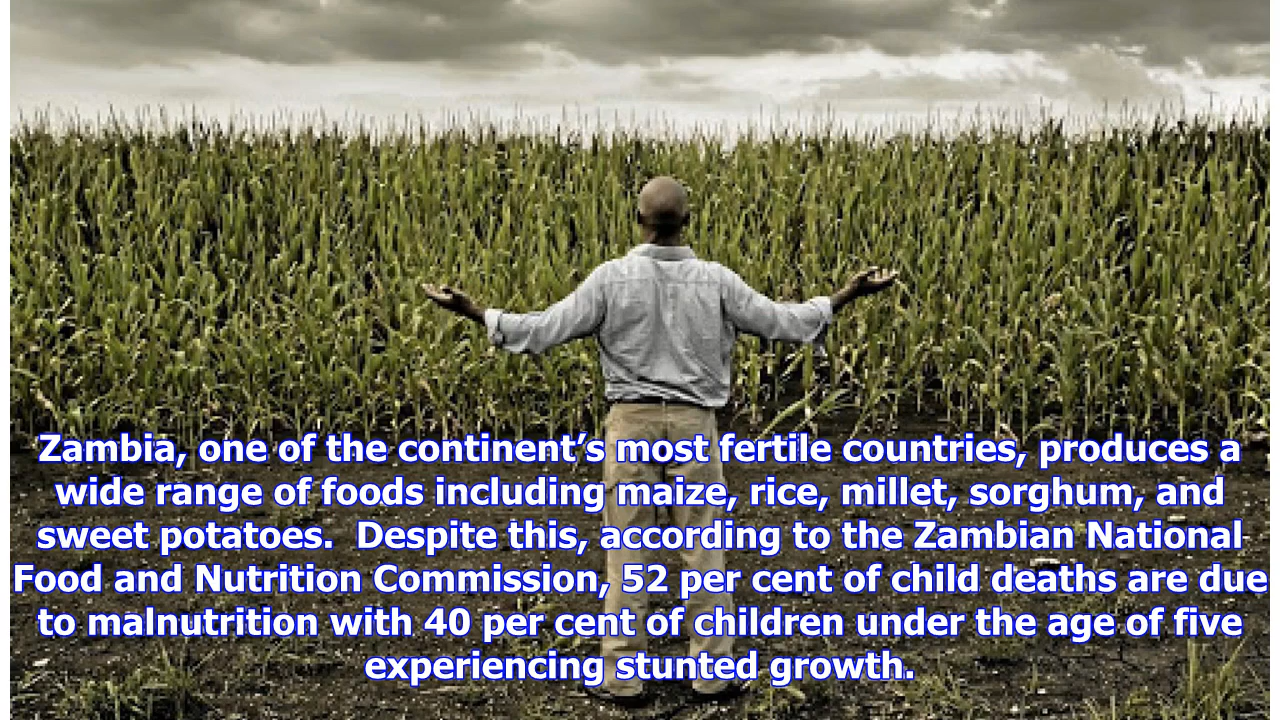 Zambia, one of the continent’s most fertile countries, produces a
wide range of foods including maize, rice, millet, sorghum, and
sweet potatoes.  Despite this, according to the Zambian National
Food and Nutrition Commission, 52 per cent of child deaths are due
to malnutrition with 40 per cent of children under the age of five
experiencing stunted growth.